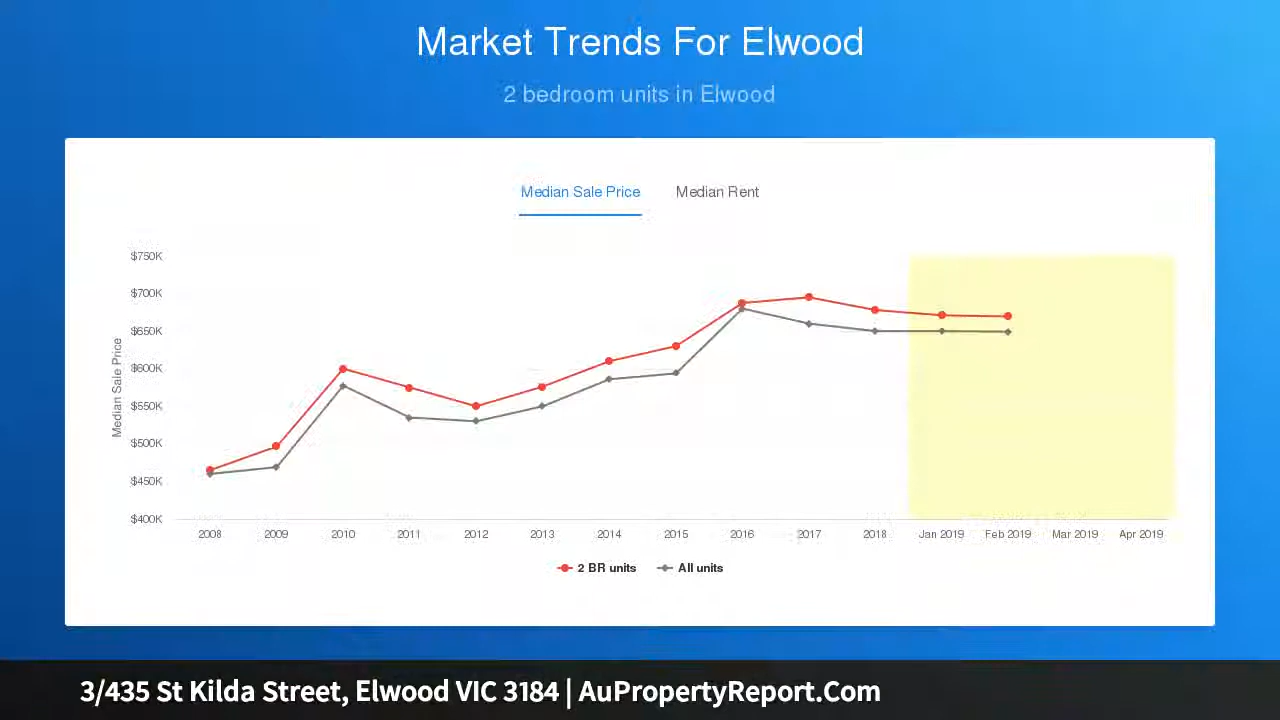 Market Trends For Elwood
2 bedroom units in Elwood
Median Sale Price Median Rent
$750K
$700K
$650K
$600K
$550K
$500K
$450K
$400K
Median Sale Price
2008 2009 2010 2011 2012 2013 2014 2015 2016 2017 2018 Jan 2019 Feb 2019 Mar 2019 Apr 2019
2 BR units All units
3/435 St Kilda Street, Elwood VIC 3184 | AuPropertyReport.Com